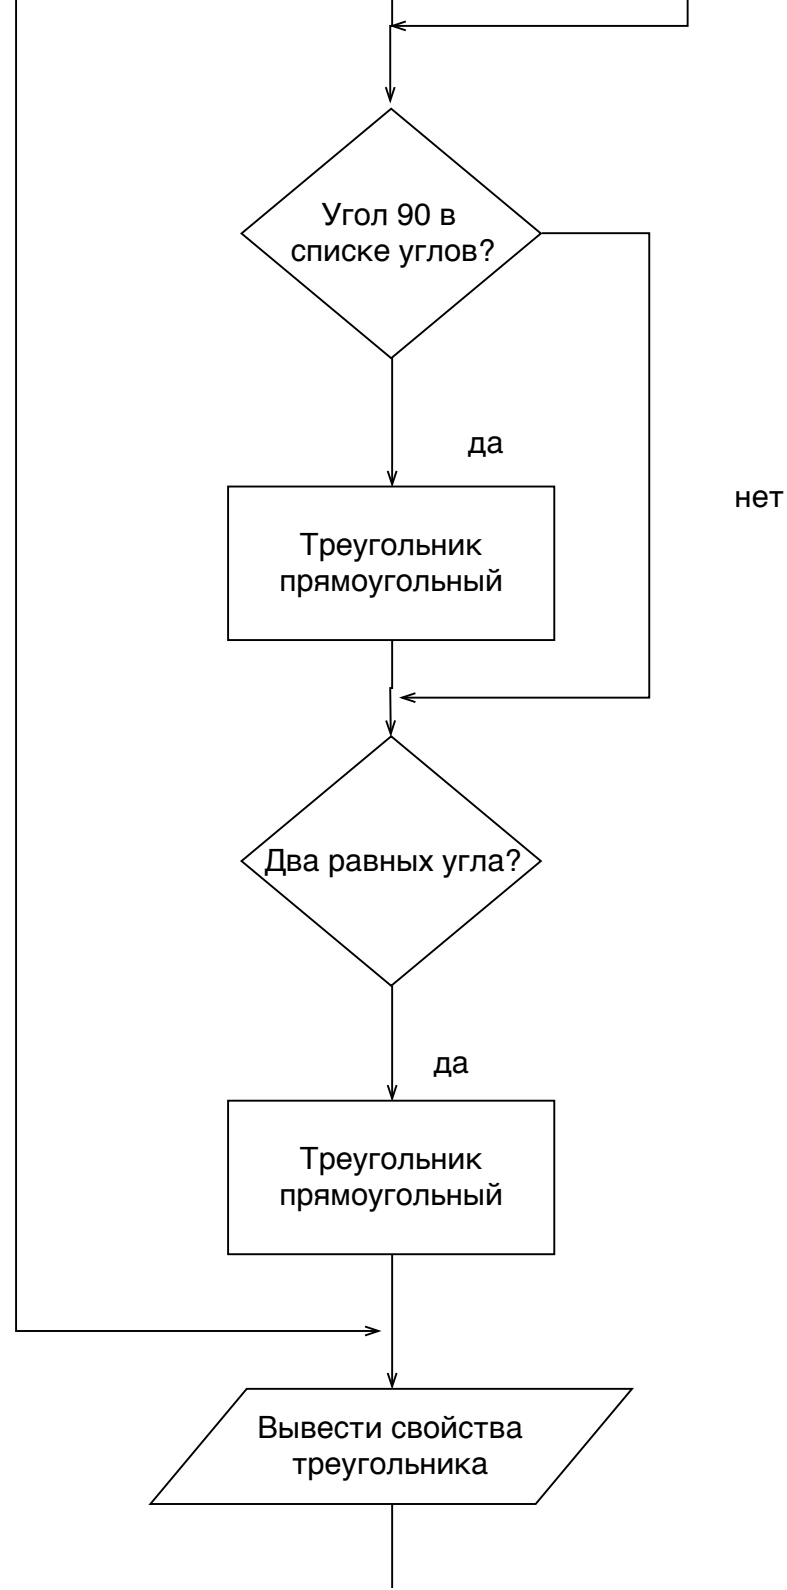 Угол 90 в
списке углов?
да
нет
Треугольник
прямоугольный
Два равных угла?
да
Треугольник
прямоугольный
Вывести свойства
треугольника